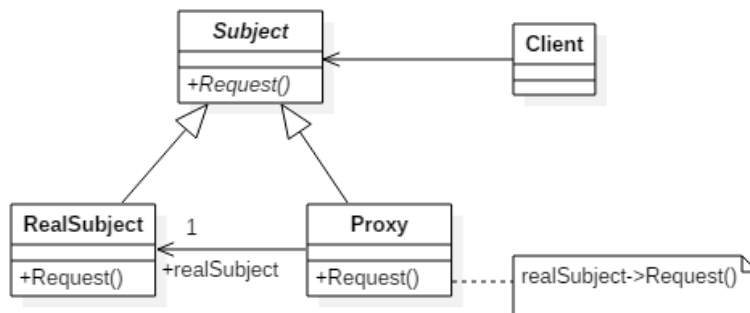 Subject
+Request()
Client
RealSubject
+Request()
1
+realSubject
Proxy
+Request()
realSubject->Request()